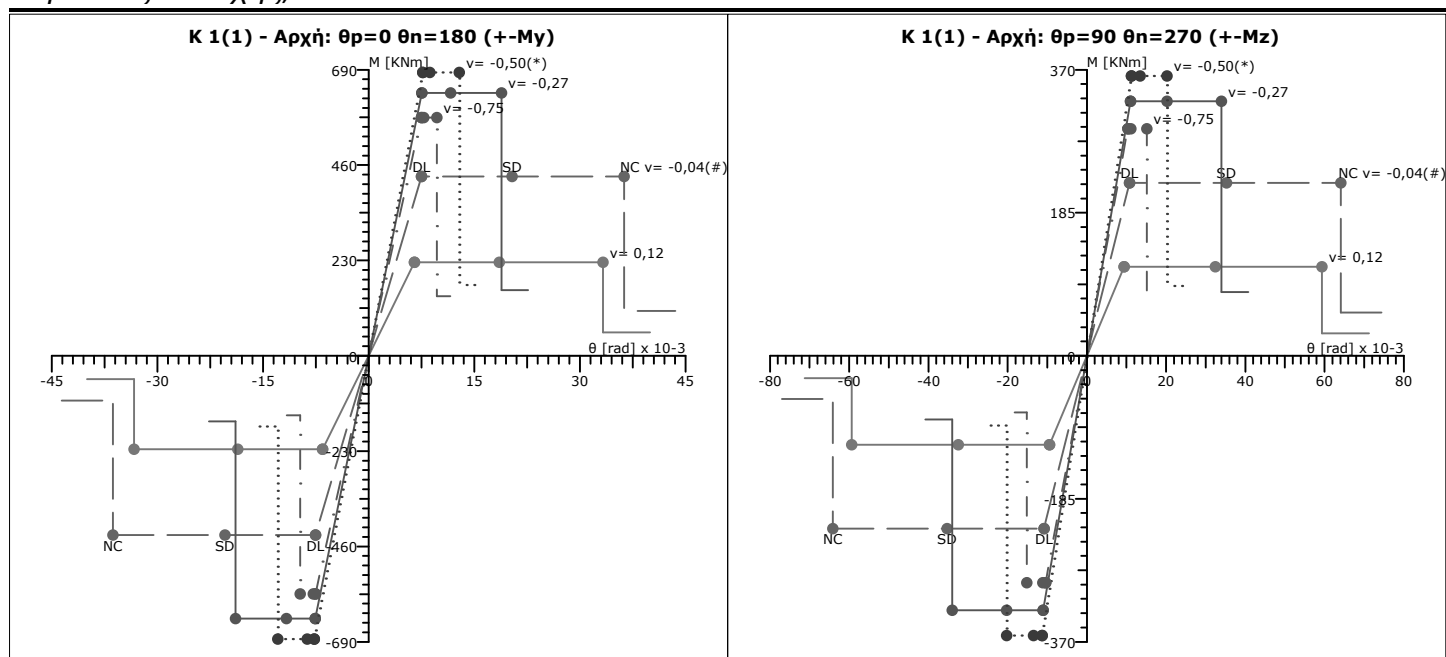 K 1(1) - Αρχή: θp=0 θn=180 (+-My)
M [KNm]
690
v= -0,50(*)
v= -0,27
v= -0,75
460
DL
SD
NC v= -0,04(#)
230
v= 0,12
θ [rad] x 10-3
-45
-30
-15
0
0
15
30
45
-230
NC
SD
DL
-460
-690
K 1(1) - Αρχή: θp=90 θn=270 (+-Mz)
M [KNm]
370
v= -0,50(*)
v= -0,27
v= -0,75
DL
SD
NC v= -0,04(#)
185
v= 0,12
θ [rad] x 10-3
-80
-60
-40
-20
0
0
20
40
60
80
-185
NC
SD
DL
-370